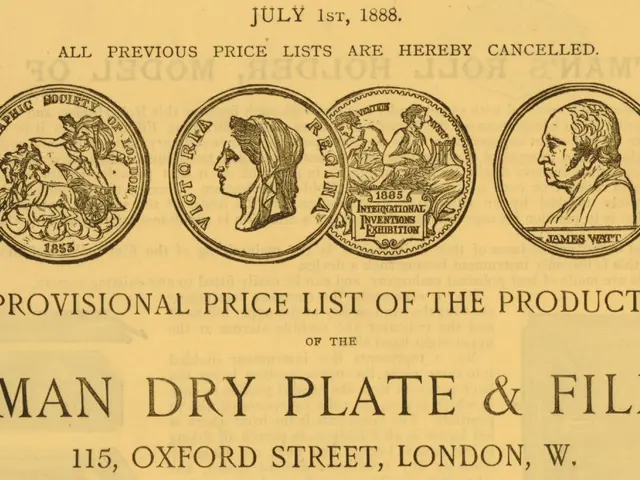 JULY 1ST, 1888.
ALL PREVIOUS PRICE LISTS ARE HEREBY CANCELLED.
APHIC SOCIETY OF LONDON
1853
VICTORIA REGINA
1885
INTERNATIONAL
INVENTIONS
EXHIBITION
JAMES WATT
PROVISIONAL PRICE LIST OF THE PRODUCT
OF THE
MAN DRY PLATE & FIL
115, OXFORD STREET, LONDON, W.